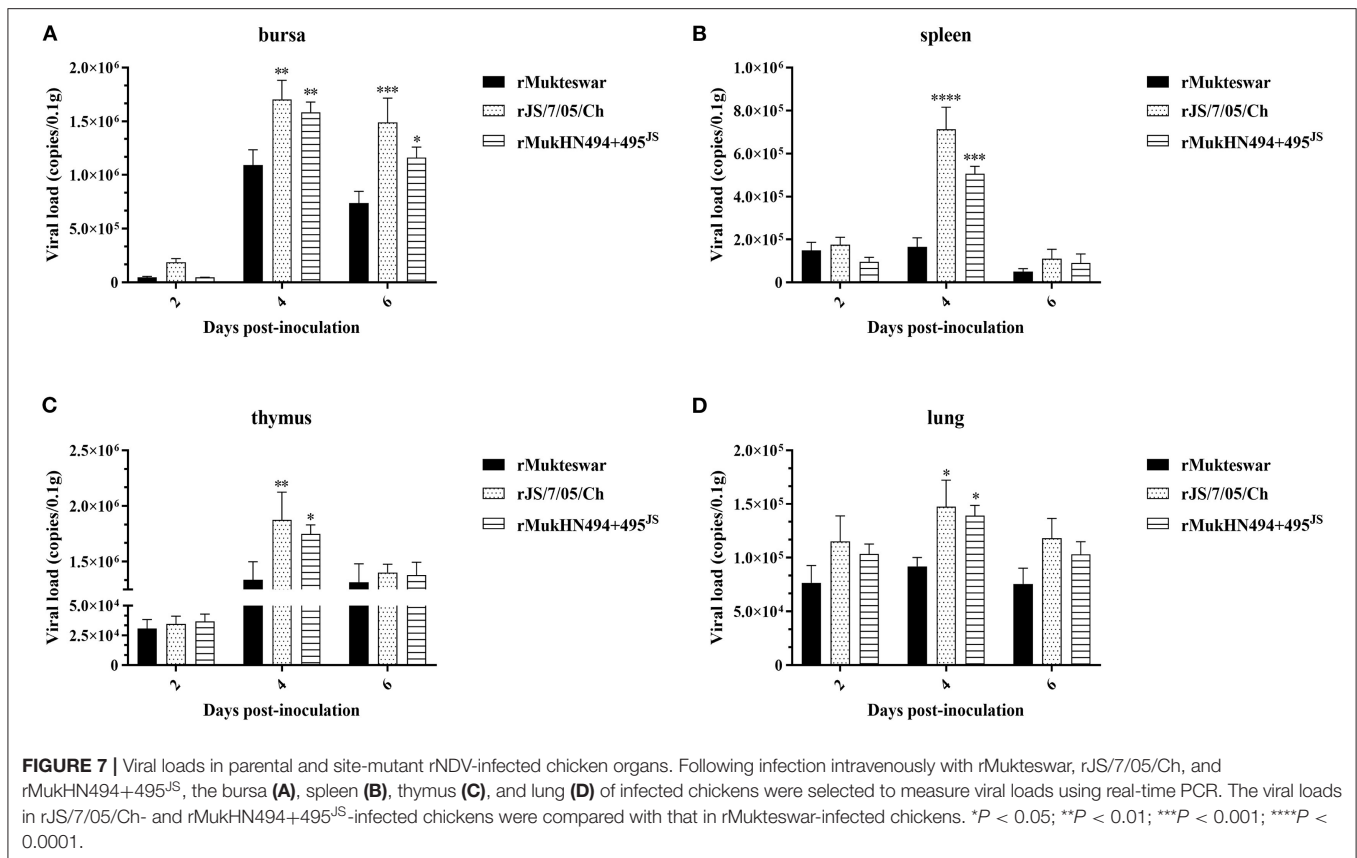 A
bursa
Viral load (copies/0.1g)
2.0×10⁶
1.5×10⁶
1.0×10⁶
5.0×10⁵
0
** ** *** *
2 4 6
Days post-inoculation
rMukteswar
rJS/7/05/Ch
rMukHN494+495ᴶˢ
B
spleen
Viral load (copies/0.1g)
1.0×10⁶
8.0×10⁵
6.0×10⁵
4.0×10⁵
2.0×10⁵
0
**** ***
2 4 6
Days post-inoculation
rMukteswar
rJS/7/05/Ch
rMukHN494+495ᴶˢ
C
thymus
Viral load (copies/0.1g)
2.5×10⁶
2.0×10⁶
1.5×10⁶
5.0×10⁴
2.5×10⁴
0
** *
2 4 6
Days post-inoculation
rMukteswar
rJS/7/05/Ch
rMukHN494+495ᴶˢ
D
lung
Viral load (copies/0.1g)
2.0×10⁵
1.5×10⁵
1.0×10⁵
5.0×10⁴
0
* *
2 4 6
Days post-inoculation
rMukteswar
rJS/7/05/Ch
rMukHN494+495ᴶˢ
FIGURE 7 | Viral loads in parental and site-mutant rNDV-infected chicken organs. Following infection intravenously with rMukteswar, rJS/7/05/Ch, and
rMukHN494+495ᴶˢ, the bursa (A), spleen (B), thymus (C), and lung (D) of infected chickens were selected to measure viral loads using real-time PCR. The viral loads
in rJS/7/05/Ch- and rMukHN494+495ᴶˢ-infected chickens were compared with that in rMukteswar-infected chickens. *P < 0.05; **P < 0.01; ***P < 0.001; ****P <
0.0001.